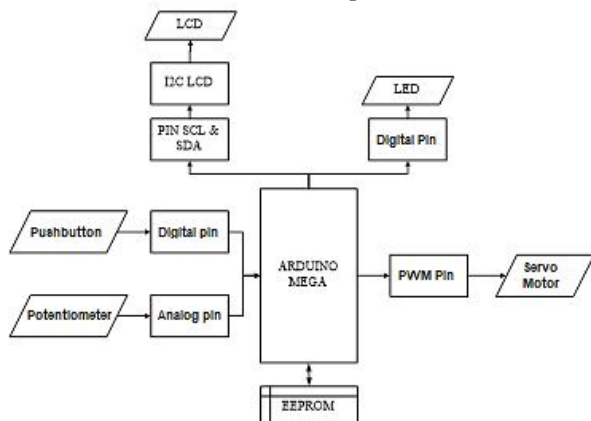 LCD
I2C LCD
PIN SCL &
SDA
LED
Digital Pin
Pushbutton
Digital pin
Potentiometer
Analog pin
ARDUINO
MEGA
PWM Pin
Servo
Motor
EEPROM